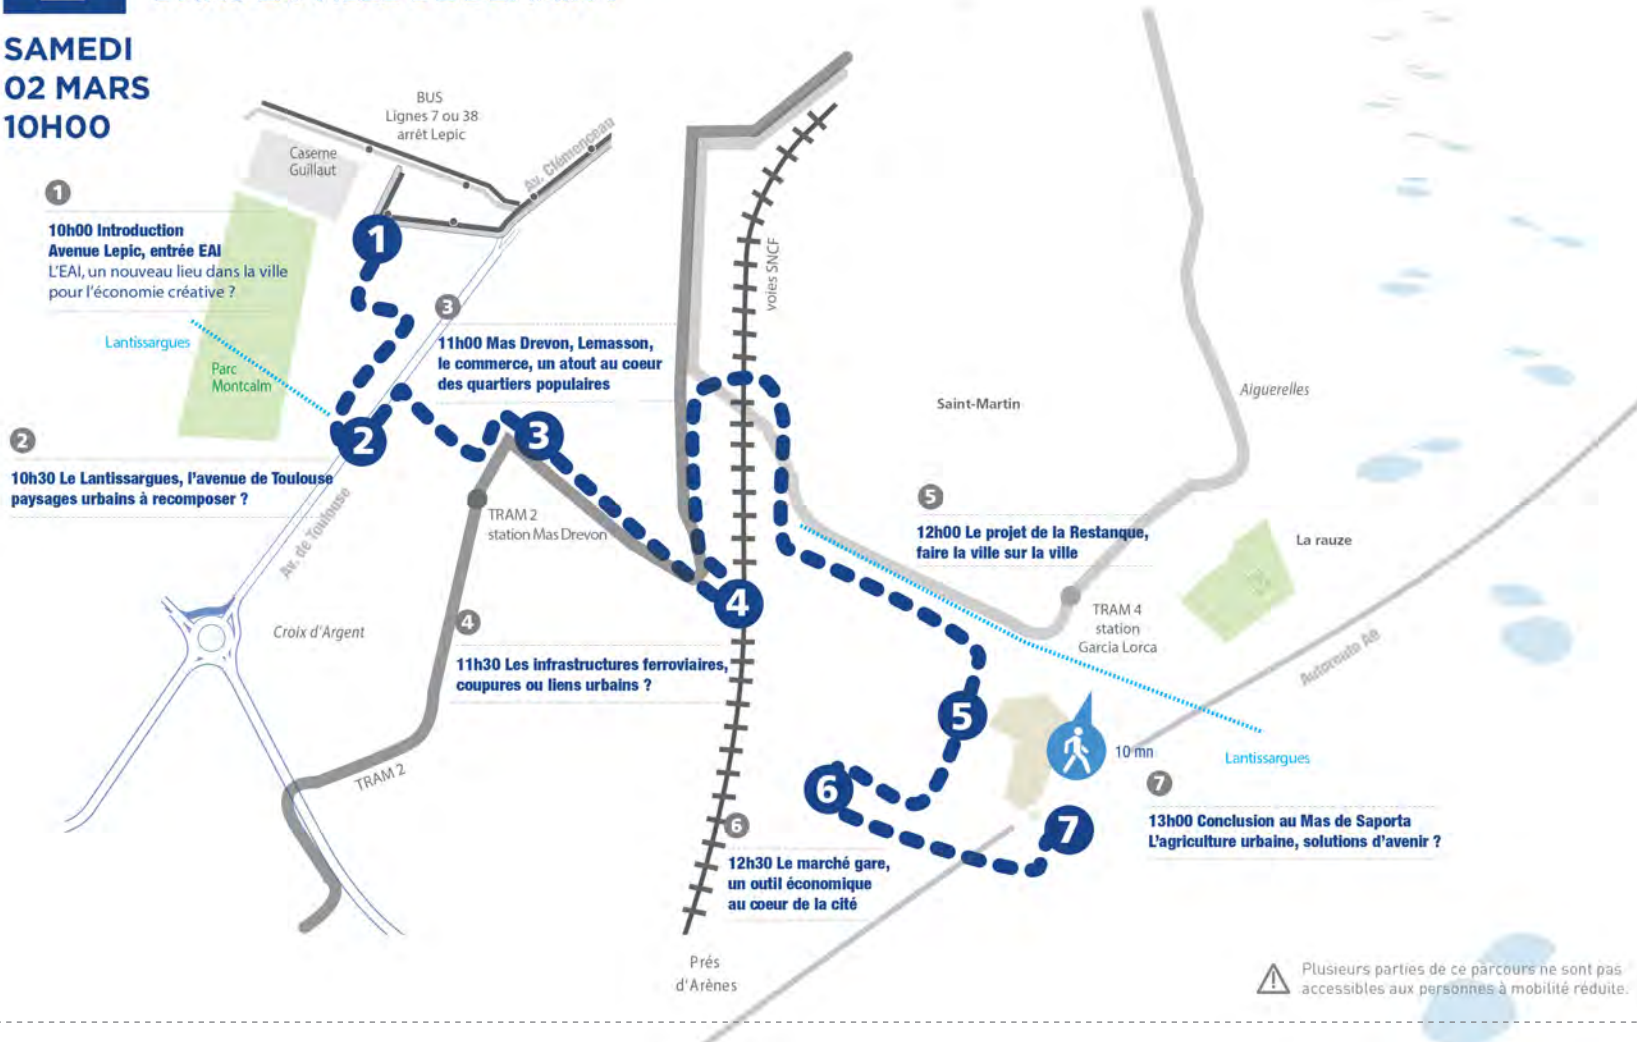 SAMEDI
02 MARS
10H00
BUS
Lignes 7 ou 38
arrêt Lepic
Av. Clémenceau
Caserne
Guillaut
1
10h00 Introduction
Avenue Lepic, entrée EAI
L'EAI, un nouveau lieu dans la ville
pour l'économie créative ?
1
Lantissargues
Parc
Montcalm
3
11h00 Mas Drevon, Lemasson,
le commerce, un atout au coeur
des quartiers populaires
voies SNCF
Saint-Martin
Aiguerelles
2
10h30 Le Lantissargues, l'avenue de Toulouse
paysages urbains à recomposer ?
2
3
Av. de Toulouse
TRAM 2
station Mas Drevon
5
12h00 Le projet de la Restanque,
faire la ville sur la ville
La rauze
4
TRAM 4
station
Garcia Lorca
Croix d'Argent
4
11h30 Les infrastructures ferroviaires,
coupures ou liens urbains ?
Autoroute A9
5
10 mn
Lantissargues
TRAM 2
6
7
13h00 Conclusion au Mas de Saporta
L'agriculture urbaine, solutions d'avenir ?
7
6
12h30 Le marché gare,
un outil économique
au coeur de la cité
Prés
d'Arènes
Plusieurs parties de ce parcours ne sont pas
accessibles aux personnes à mobilité réduite.